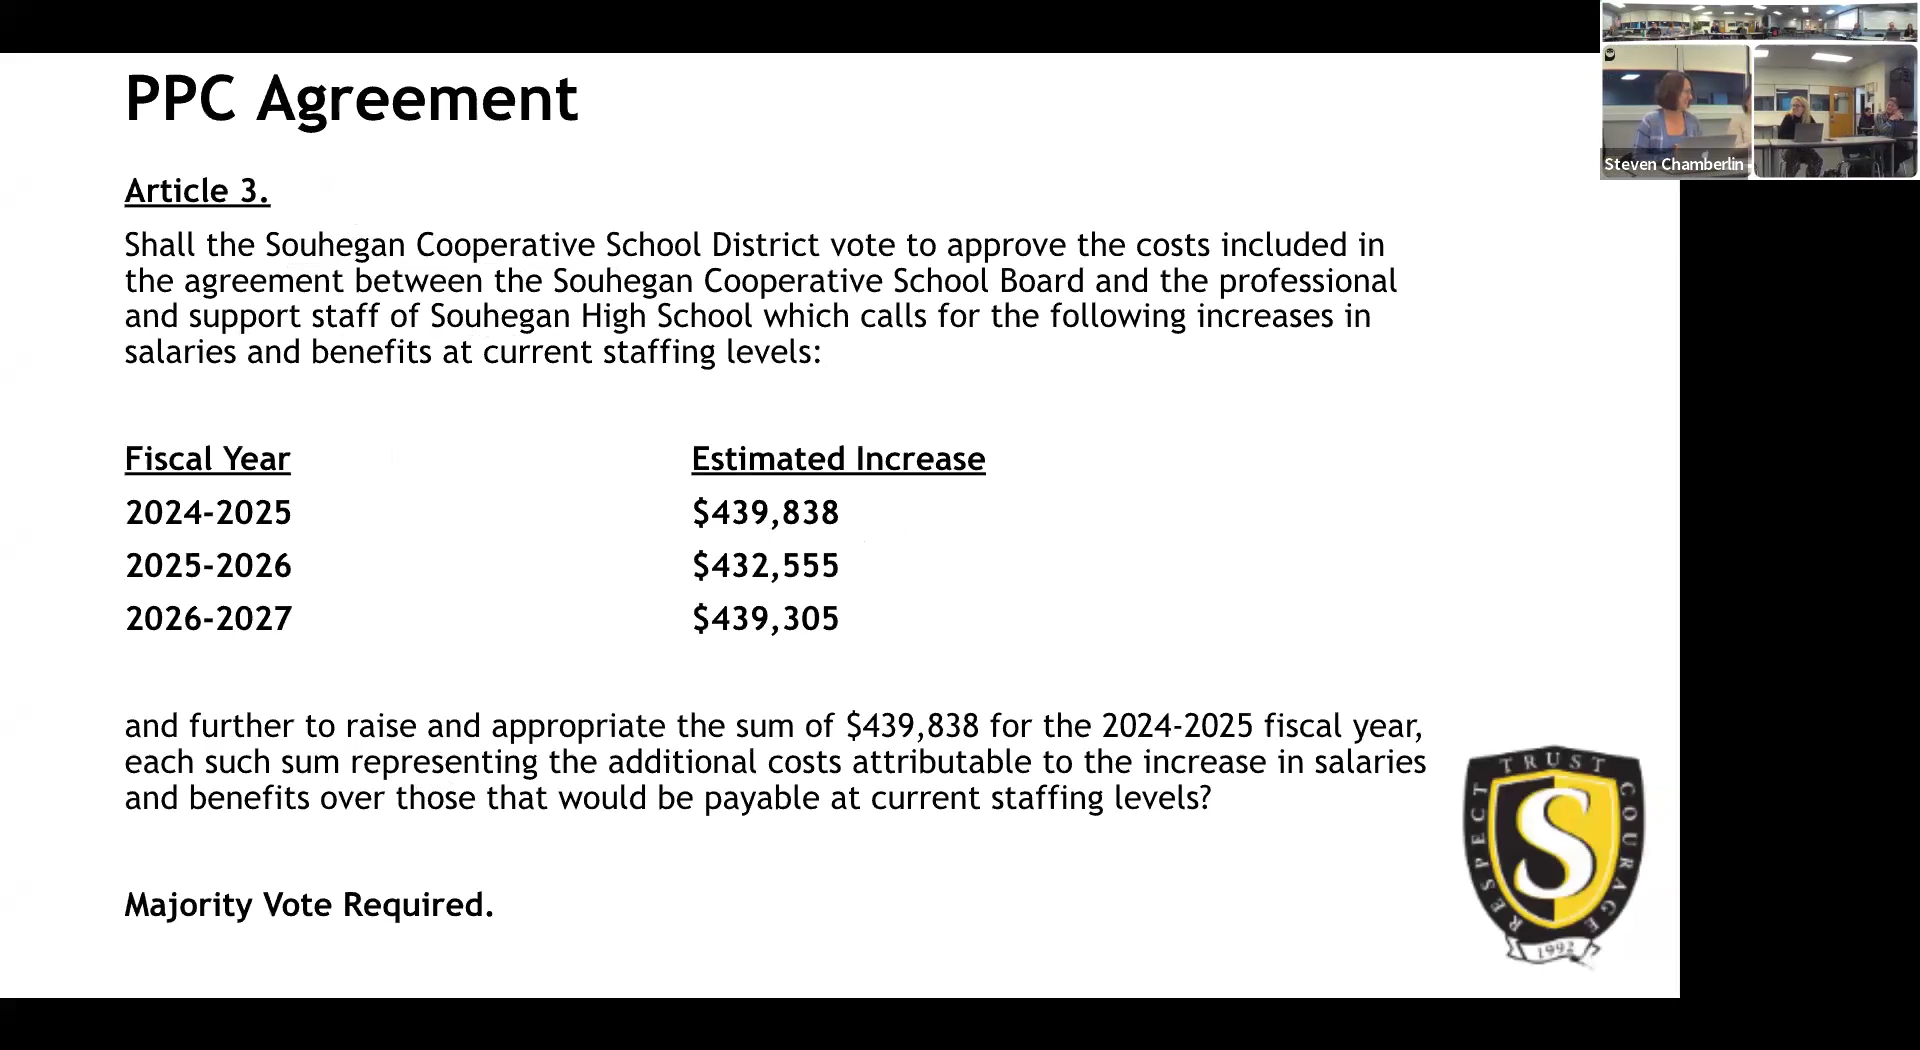 PPC Agreement
Article 3.
Shall the Souhegan Cooperative School District vote to approve the costs included in
the agreement between the Souhegan Cooperative School Board and the professional
and support staff of Souhegan High School which calls for the following increases in
salaries and benefits at current staffing levels:
Fiscal Year Estimated Increase
2024-2025 $439,838
2025-2026 $432,555
2026-2027 $439,305
and further to raise and appropriate the sum of $439,838 for the 2024-2025 fiscal year,
each such sum representing the additional costs attributable to the increase in salaries
and benefits over those that would be payable at current staffing levels?
Majority Vote Required.
RESPECT TRUST COURAGE
S
1992
Steven Chamberlin